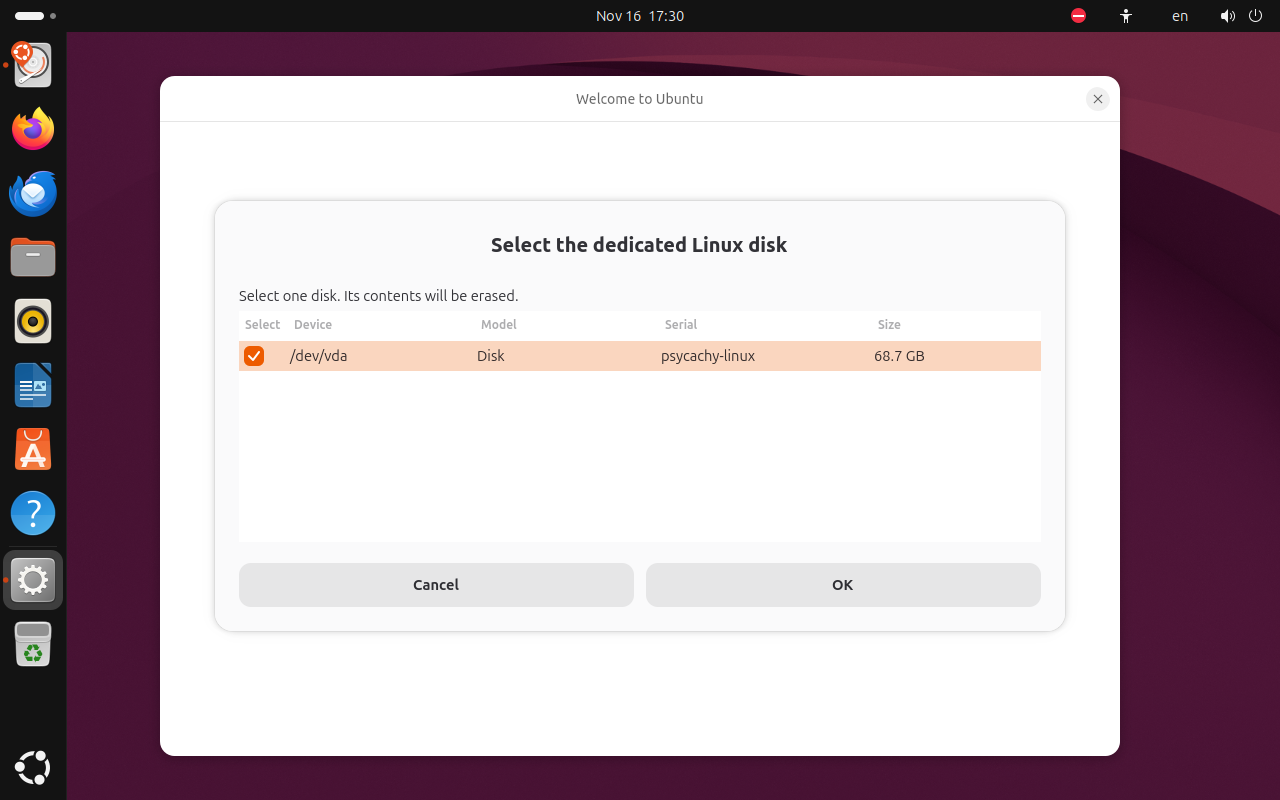 Nov 16 17:30
en
Welcome to Ubuntu
Select the dedicated Linux disk
Select one disk. Its contents will be erased.
Select Device Model Serial Size
/dev/vda Disk psycachy-linux 68.7 GB
Cancel OK